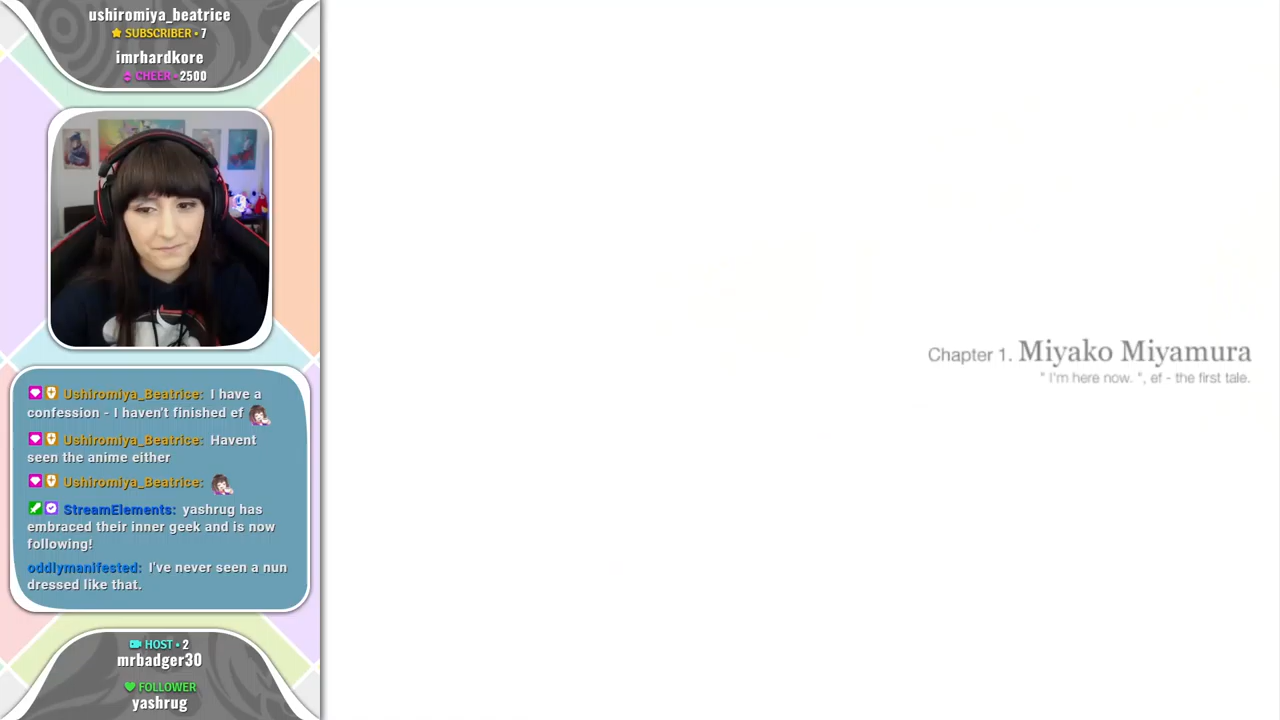 ushiromiya_beatrice
SUBSCRIBER • 7
imrhardkore
CHEER • 2500
Ushiromiya_Beatrice: I have a
confession - I haven't finished ef
Ushiromiya_Beatrice: Havent
seen the anime either
Ushiromiya_Beatrice:
StreamElements: yashrug has
embraced their inner geek and is now
following!
oddlymanifested: I've never seen a nun
dressed like that.
HOST • 2
mrbadger30
FOLLOWER
yashrug
Chapter 1. Miyako Miyamura
" I'm here now. ", ef - the first tale.